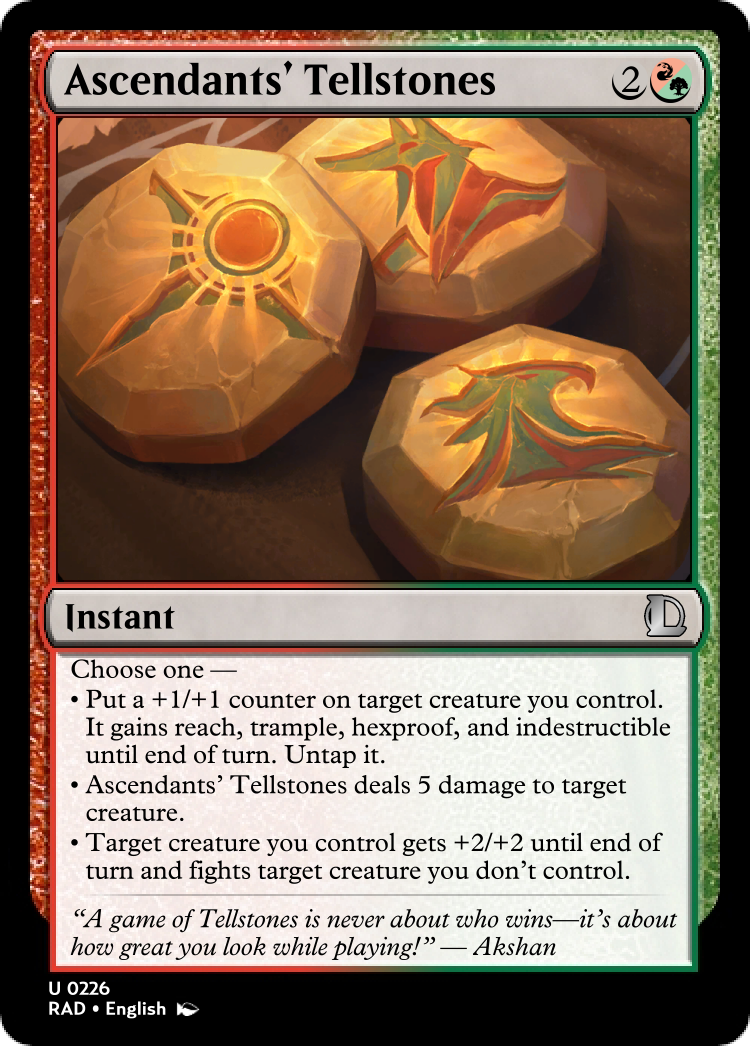 Ascendants' Tellstones 2
Instant
Choose one —
• Put a +1/+1 counter on target creature you control.
It gains reach, trample, hexproof, and indestructible
until end of turn. Untap it.
• Ascendants' Tellstones deals 5 damage to target
creature.
• Target creature you control gets +2/+2 until end of
turn and fights target creature you don't control.
“A game of Tellstones is never about who wins—it's about
how great you look while playing!” — Akshan
U 0226
RAD • English